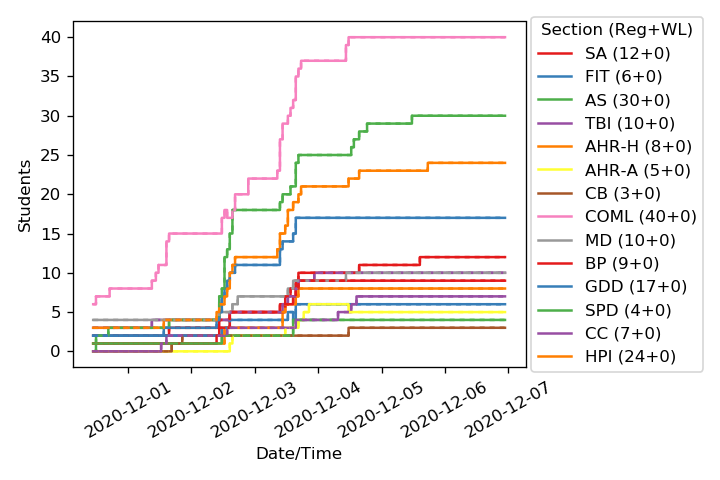 40
35
30
25
20
15
10
5
0
Students
2020-12-01
2020-12-02
2020-12-03
2020-12-04
2020-12-05
2020-12-06
2020-12-07
Date/Time
Section (Reg+WL)
SA (12+0)
FIT (6+0)
AS (30+0)
TBI (10+0)
AHR-H (8+0)
AHR-A (5+0)
CB (3+0)
COML (40+0)
MD (10+0)
BP (9+0)
GDD (17+0)
SPD (4+0)
CC (7+0)
HPI (24+0)